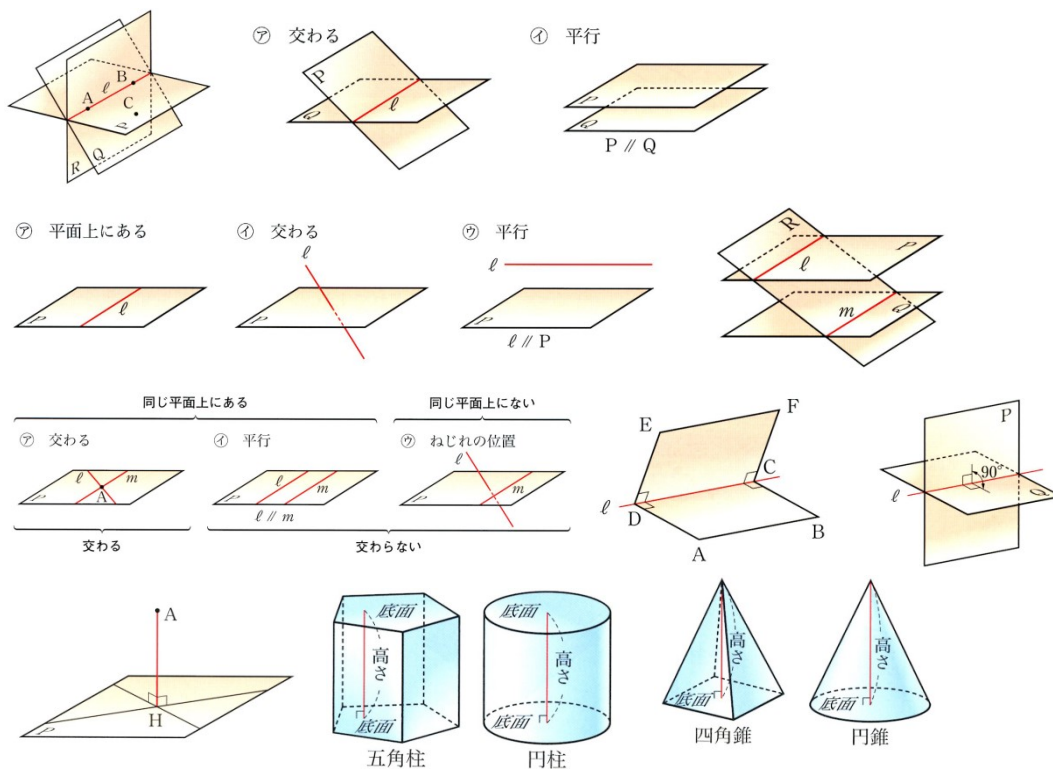 ㋐ 交わる
㋑ 平行
A
B
ℓ
C
P
Q
R
P
ℓ
Q
P
Q
P // Q
㋐ 平面上にある
㋑ 交わる
㋒ 平行
P ℓ
ℓ
P
ℓ
P
ℓ // P
R
P
ℓ
m
Q
同じ平面上にある
同じ平面上にない
㋐ 交わる
㋑ 平行
㋒ ねじれの位置
ℓ m
A
P
ℓ
m
P
ℓ // m
ℓ
m
P
交わる
交わらない
E
F
C
ℓ
D
B
A
P
90°
ℓ
Q
A
H
P
底面
高さ
底面
五角柱
底面
高さ
底面
円柱
高さ
底面
四角錐
高さ
円錐